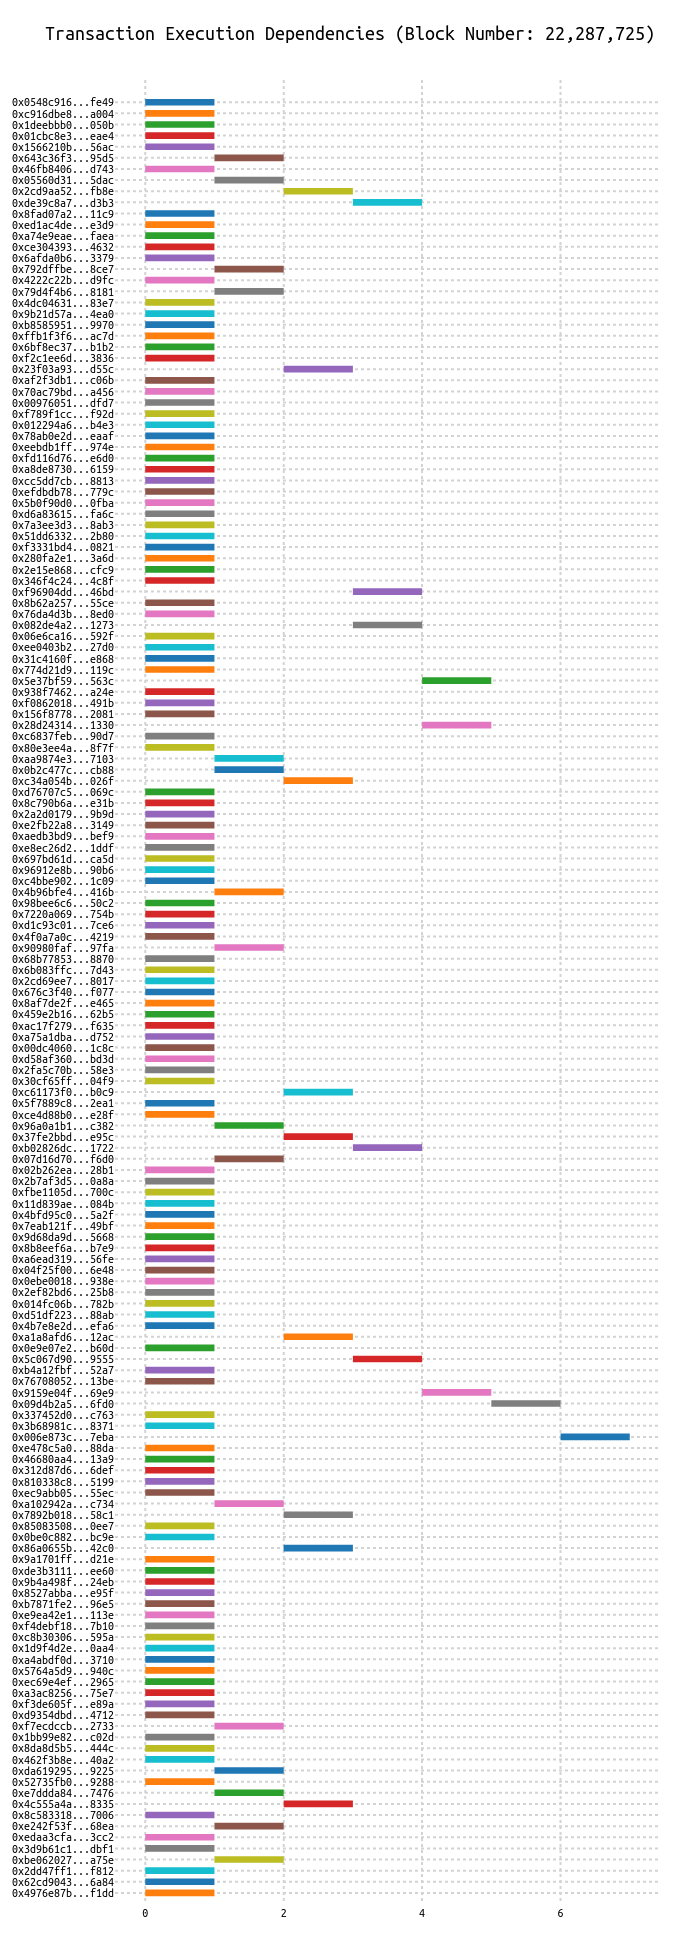 Transaction Execution Dependencies (Block Number: 22,287,725)
0x0548c916...fe49
0xc916dbe8...a004
0x1deebbb0...050b
0x01cbc8e3...eae4
0x1566210b...56ac
0x643c36f3...95d5
0x46fb8406...d743
0x05560d31...5dac
0x2cd9aa52...fb8e
0xde39c8a7...d3b3
0x8fad07a2...11c9
0xed1ac4de...e3d9
0xa74e9eae...faea
0xce304393...4632
0x6afda0b6...3379
0x792dffbe...8ce7
0x4222c22b...d9fc
0x79d4f4b6...8181
0x4dc04631...83e7
0x9b21d57a...4ea0
0xb8585951...9970
0xffb1f3f6...ac7d
0x6bf8ec37...b1b2
0xf2c1ee6d...3836
0x23f03a93...d55c
0xaf2f3db1...c06b
0x70ac79bd...a456
0x00976051...dfd7
0xf789f1cc...f92d
0x012294a6...b4e3
0x78ab0e2d...eaaf
0xeebdb1ff...974e
0xfd116d76...e6d0
0xa8de8730...6159
0xcc5dd7cb...8813
0xefdbdb78...779c
0x5b0f90d0...0fba
0xd6a83615...fa6c
0x7a3ee3d3...8ab3
0x51dd6332...2b80
0xf3331bd4...0821
0x280fa2e1...3a6d
0x2e15e868...cfc9
0x346f4c24...4c8f
0xf96904dd...46bd
0x8b62a257...55ce
0x76da4d3b...8ed0
0x082de4a2...1273
0x06e6ca16...592f
0xee0403b2...27d0
0x31c4160f...e868
0x774d21d9...119c
0x5e37bf59...563c
0x938f7462...a24e
0xf0862018...491b
0x156f8778...2081
0x28d24314...1330
0xc6837feb...90d7
0x80e3ee4a...8f7f
0xaa9874e3...7103
0x0b2c477c...cb88
0xc34a054b...026f
0xd76707c5...069c
0x8c790b6a...e31b
0x2a2d0179...9b9d
0xe2fb22a8...3149
0xaedb3bd9...bef9
0xe8ec26d2...1ddf
0x697bd61d...ca5d
0x96912e8b...90b6
0xc4bbe902...1c09
0x4b96bfe4...416b
0x98bee6c6...50c2
0x7220a069...754b
0xd1c93c01...7ce6
0x4f0a7a0c...4219
0x90980faf...97fa
0x68b77853...8870
0x6b083ffc...7d43
0x2cd69ee7...8017
0x676c3f40...f077
0x8af7de2f...e465
0x459e2b16...62b5
0xac17f279...f635
0xa75a1dba...d752
0x00dc4060...1c8c
0xd58af360...bd3d
0x2fa5c70b...58e3
0x30cf65ff...04f9
0xc61173f0...b0c9
0x5f7889c8...2ea1
0xce4d88b0...e28f
0x96a0a1b1...c382
0x37fe2bbd...e95c
0xb02826dc...1722
0x07d16d70...f6d0
0x02b262ea...28b1
0x2b7af3d5...0a8a
0xfbe1105d...700c
0x11d839ae...084b
0x4bfd95c0...5a2f
0x7eab121f...49bf
0x9d68da9d...5668
0x8b8eef6a...b7e9
0xa6ead319...56fe
0x04f25f00...6e48
0x0ebe0018...938e
0x2ef82bd6...25b8
0x014fc06b...782b
0xd51df223...88ab
0x4b7e8e2d...efa6
0xa1a8afd6...12ac
0x0e9e07e2...b60d
0x5c067d90...9555
0xb4a12fbf...52a7
0x76708052...13be
0x9159e04f...69e9
0x09d4b2a5...6fd0
0x337452d0...c763
0x3b68981c...8371
0x006e873c...7eba
0xe478c5a0...88da
0x46680aa4...13a9
0x312d87d6...6def
0x810338c8...5199
0xec9abb05...55ec
0xa102942a...c734
0x7892b018...58c1
0x85083508...0ee7
0x0be0c882...bc9e
0x86a0655b...42c0
0x9a1701ff...d21e
0xde3b3111...ee60
0x9b4a498f...24eb
0x8527abba...e95f
0xb7871fe2...96e5
0xe9ea42e1...113e
0xf4debf18...7b10
0xc8b30306...595a
0x1d9f4d2e...0aa4
0xa4abdf0d...3710
0x5764a5d9...940c
0xec69e4ef...2965
0xa3ac8256...75e7
0xf3de605f...e89a
0xd9354dbd...4712
0xf7ecdccb...2733
0x1bb99e82...c02d
0x8da8d5b5...444c
0x462f3b8e...40a2
0xda619295...9225
0x52735fb0...9288
0xe7ddda84...7476
0x4c555a4a...8335
0x8c583318...7006
0xe242f53f...68ea
0xedaa3cfa...3cc2
0x3d9b61c1...dbf1
0xbe062027...a75e
0x2dd47ff1...f812
0x62cd9043...6a84
0x4976e87b...f1dd
0 2 4 6